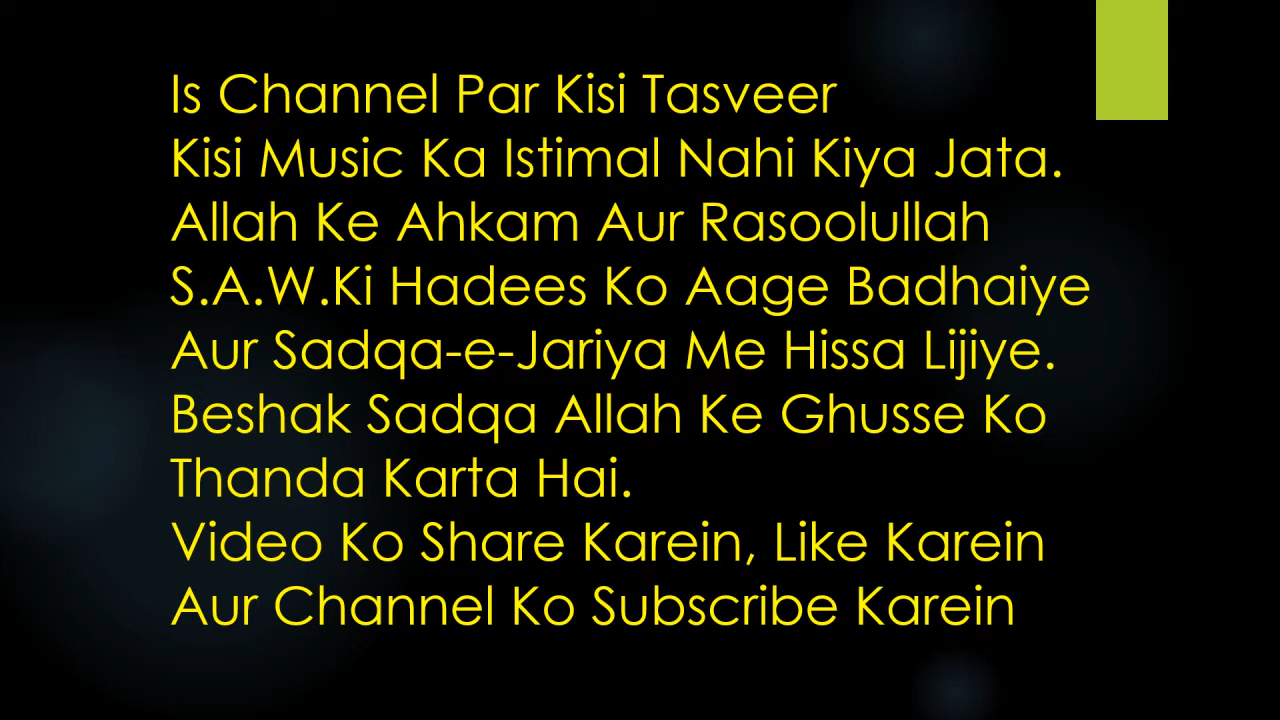 Is Channel Par Kisi Tasveer
Kisi Music Ka Istimal Nahi Kiya Jata.
Allah Ke Ahkam Aur Rasoolullah
S.A.W.Ki Hadees Ko Aage Badhaiye
Aur Sadqa-e-Jariya Me Hissa Lijiye.
Beshak Sadqa Allah Ke Ghusse Ko
Thanda Karta Hai.
Video Ko Share Karein, Like Karein
Aur Channel Ko Subscribe Karein